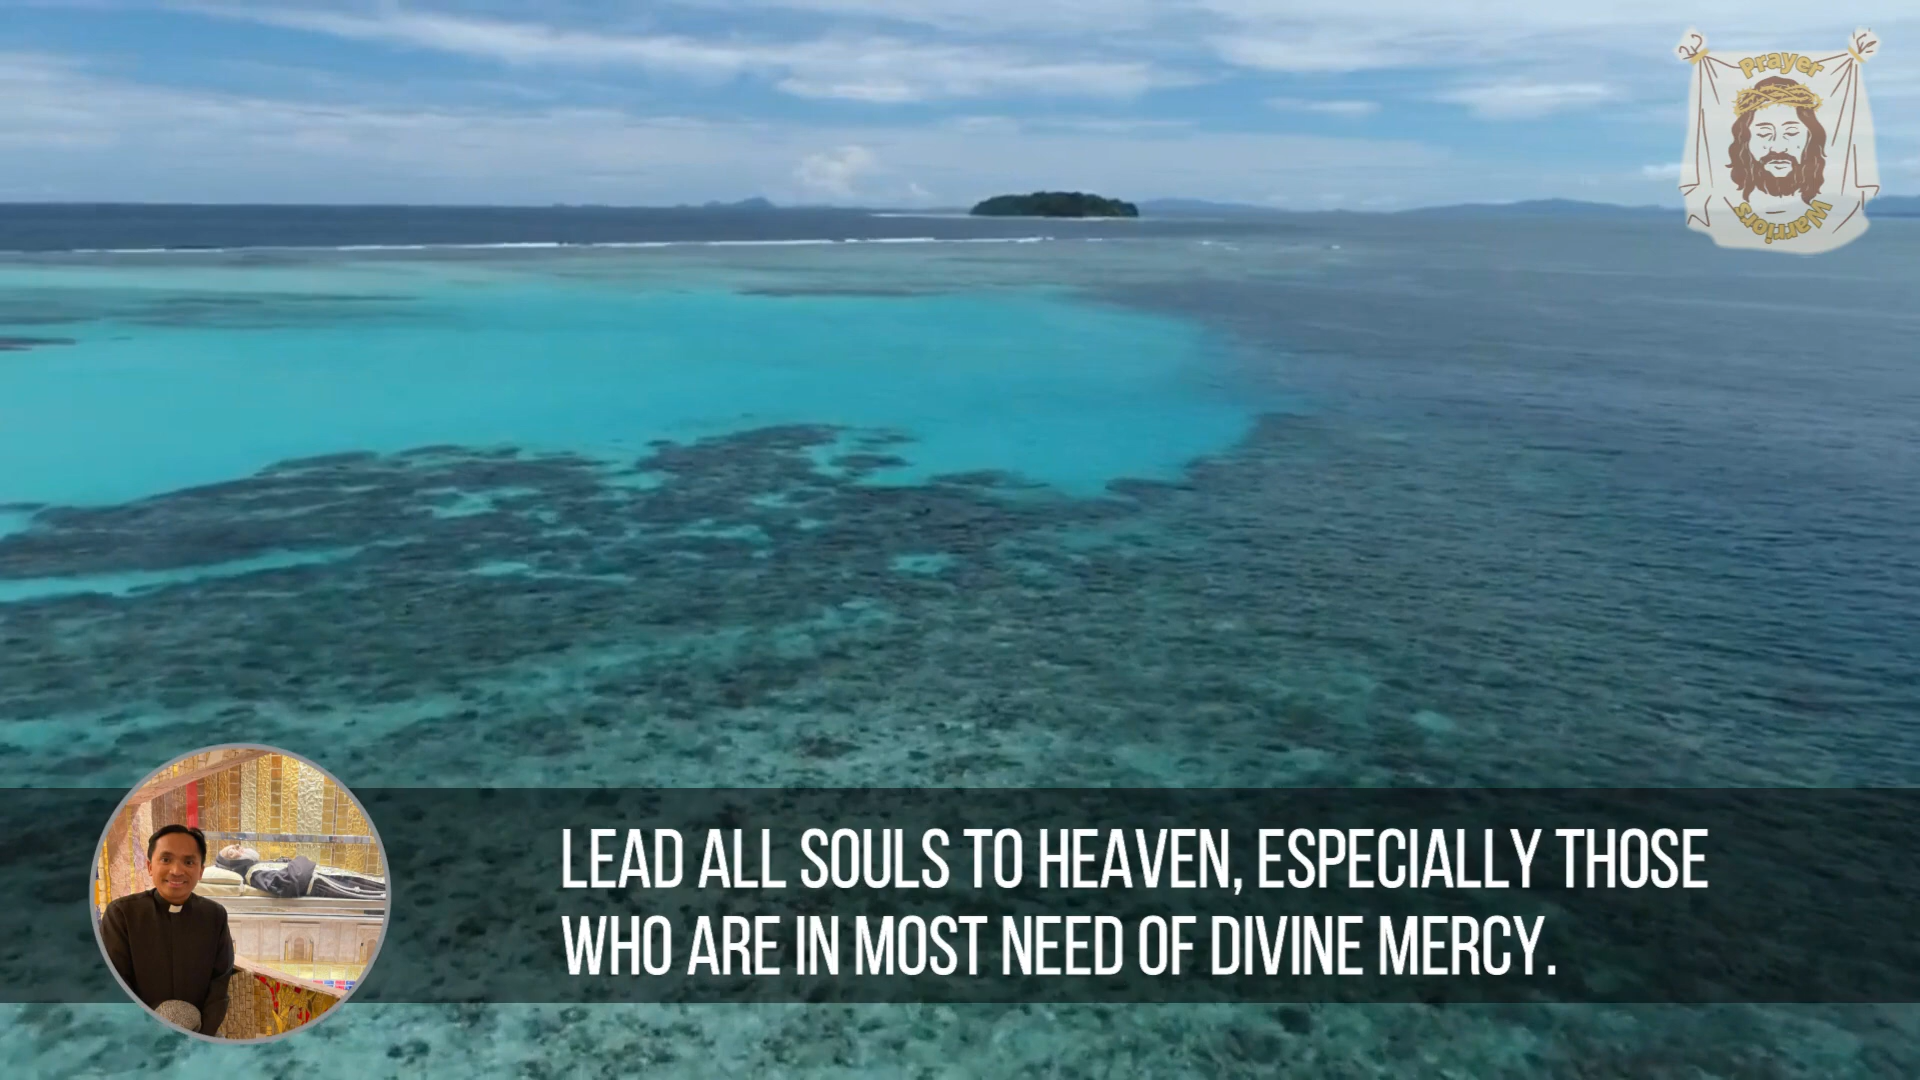 Prayer
Warriors
LEAD ALL SOULS TO HEAVEN, ESPECIALLY THOSE
WHO ARE IN MOST NEED OF DIVINE MERCY.